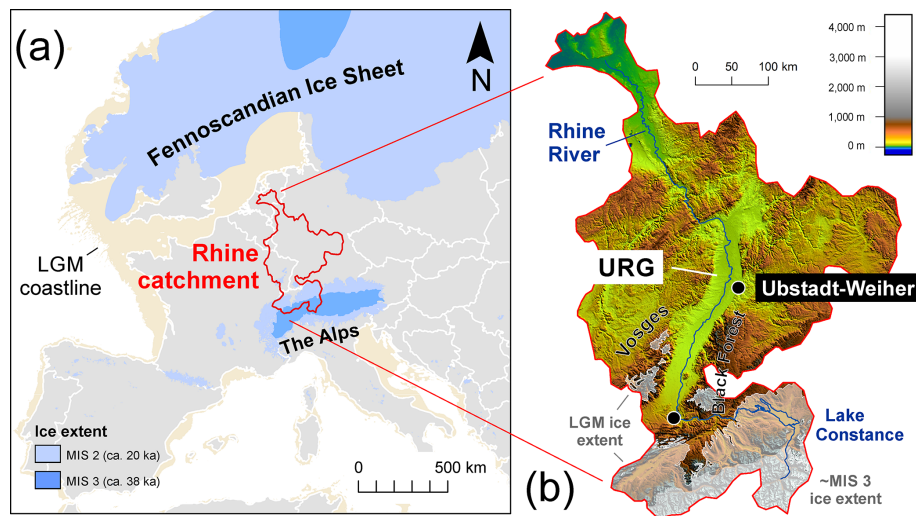 (a)
N
Fennoscandian Ice Sheet
LGM
coastline
Rhine
catchment
The Alps
Ice extent
MIS 2 (ca. 20 ka)
MIS 3 (ca. 38 ka)
0 500 km
0 50 100 km
4,000 m
3,000 m
2,000 m
1,000 m
0 m
Rhine
River
URG
Ubstadt-Weiher
Vosges
Black Forest
LGM ice
extent
Lake
Constance
~MIS 3
ice extent
(b)